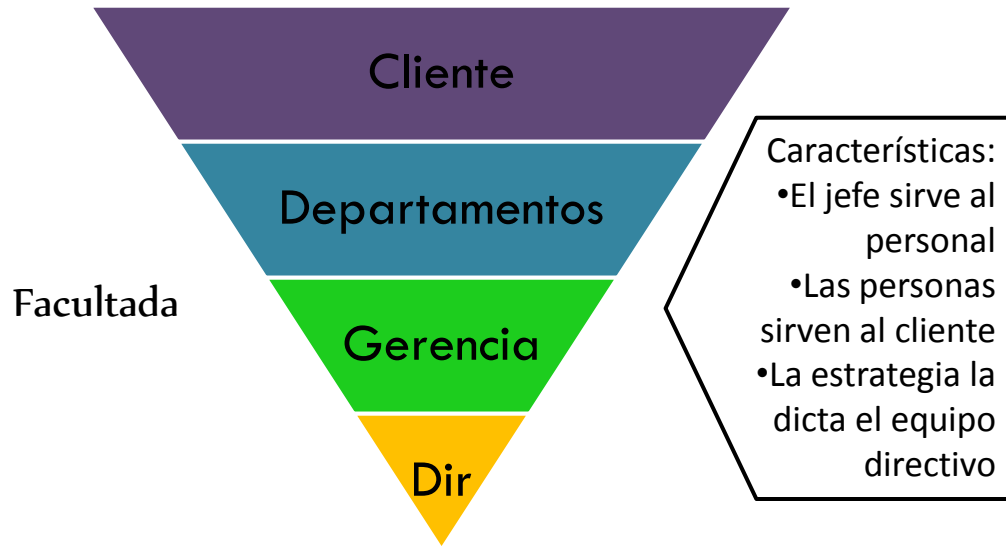 Cliente
Departamentos
Facultada
Gerencia
Dir
Características:
•El jefe sirve al
personal
•Las personas
sirven al cliente
•La estrategia la
dicta el equipo
directivo